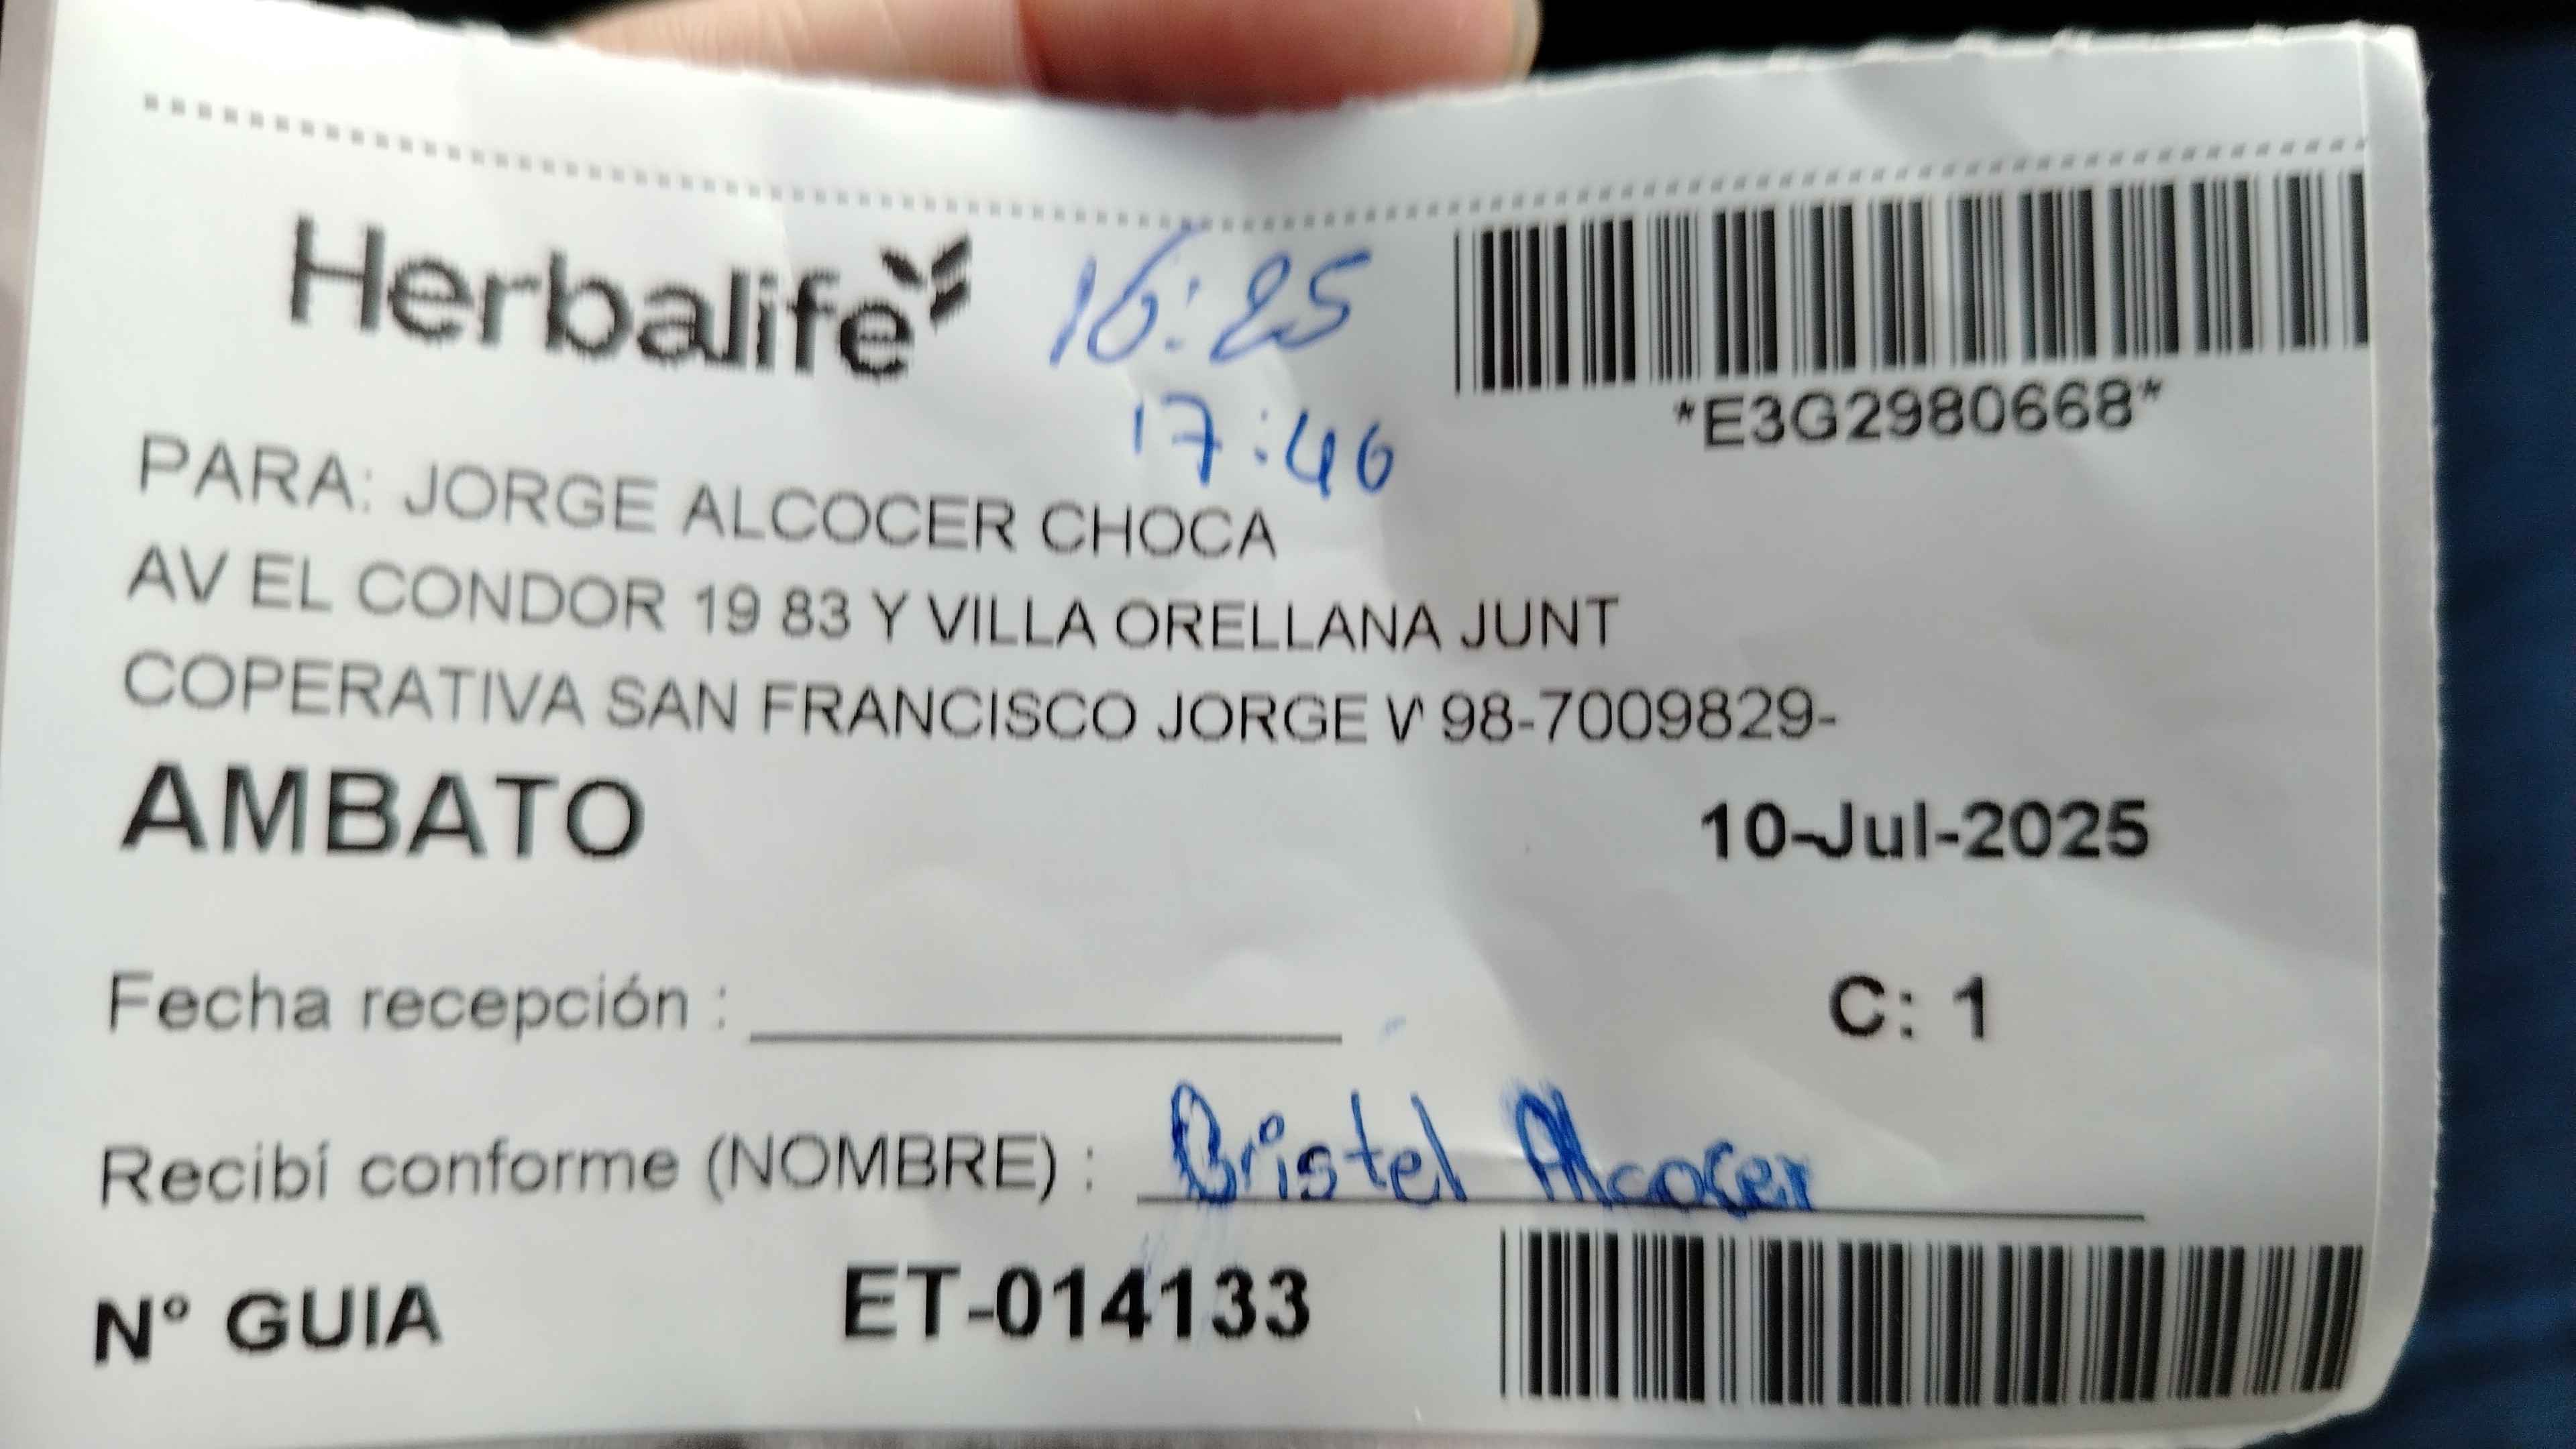 Herbalife
16:25
17:46
*E3G2980668*
PARA: JORGE ALCOCER CHOCA
AV EL CONDOR 19 83 Y VILLA ORELLANA JUNT
COPERATIVA SAN FRANCISCO JORGE V 98-7009829-
AMBATO
10-Jul-2025
Fecha recepción :
C: 1
Recibí conforme (NOMBRE) : Cristel Alcocer
N° GUIA ET-014133